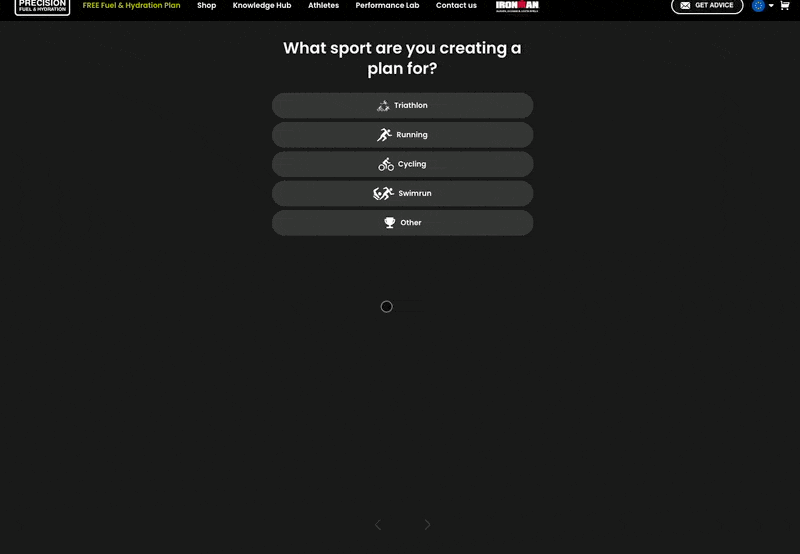 PRECISION
FUEL & HYDRATION
FREE Fuel & Hydration Plan
Shop
Knowledge Hub
Athletes
Performance Lab
Contact us
IRONMAN
GET ADVICE
What sport are you creating a
plan for?
Triathlon
Running
Cycling
Swimrun
Other